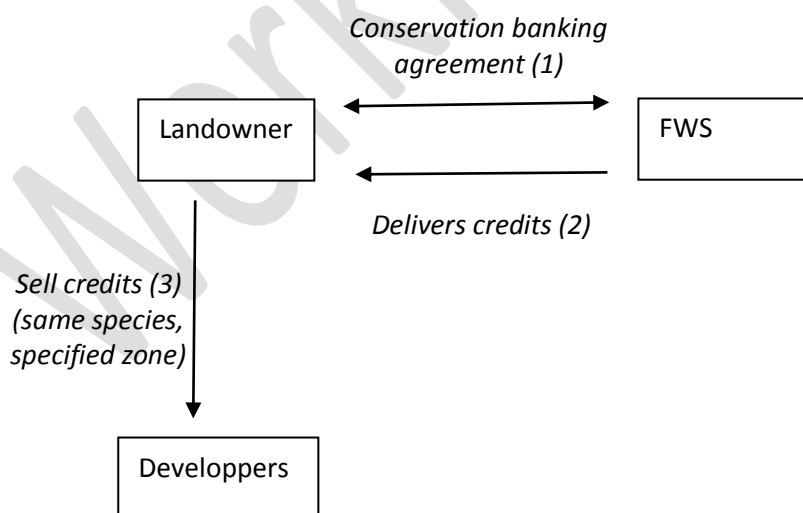 Conservation banking
agreement (1)
Landowner
FWS
Delivers credits (2)
Sell credits (3)
(same species,
specified zone)
Developpers